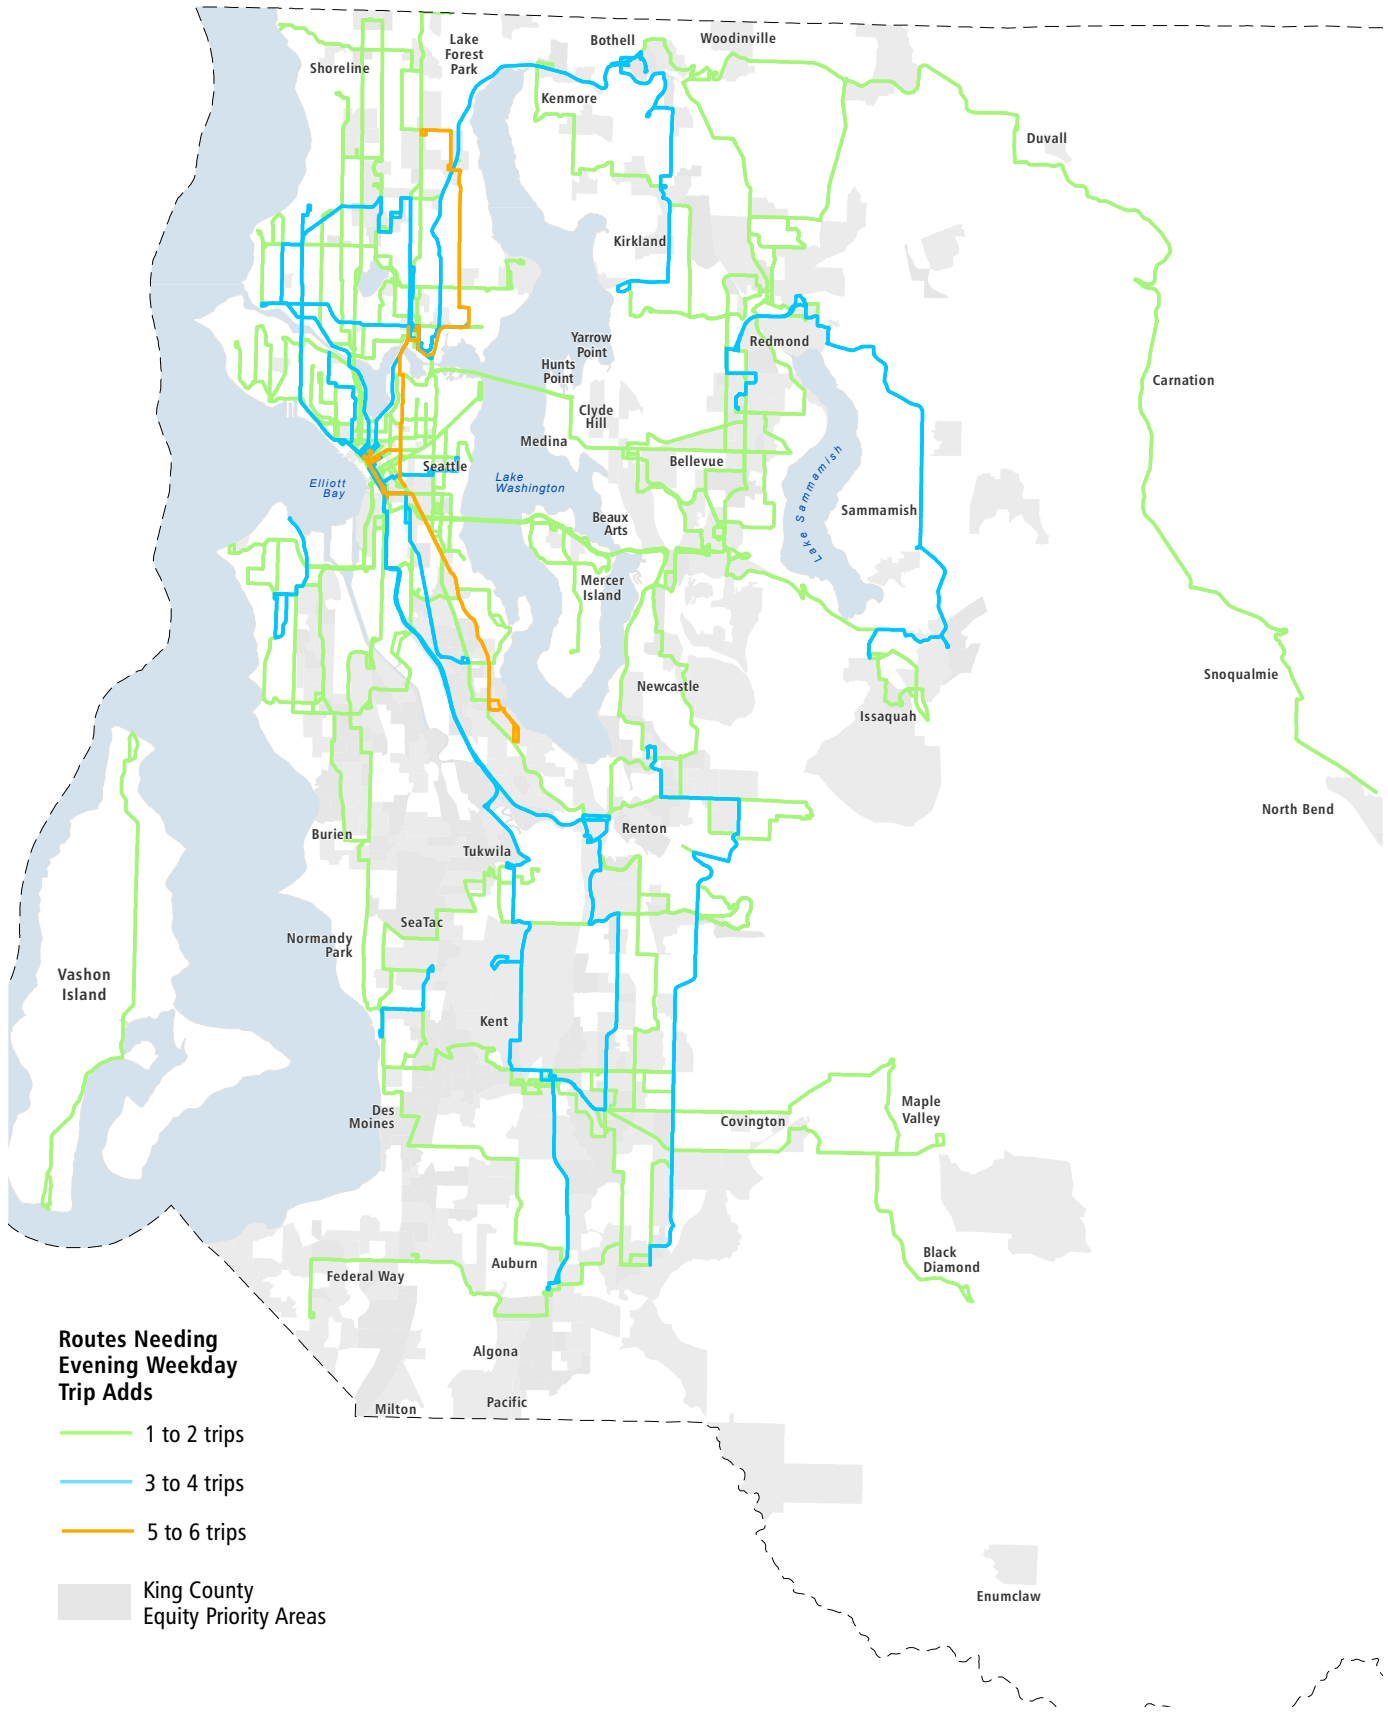 Lake
Forest
Park
Bothell
Woodinville
Shoreline
Kenmore
Duvall
Kirkland
Yarrow
Point
Redmond
Hunts
Point
Carnation
Clyde
Hill
Medina
Seattle
Bellevue
Elliott
Bay
Lake
Washington
Lake Sammamish
Sammamish
Beaux
Arts
Mercer
Island
Snoqualmie
Newcastle
Issaquah
North Bend
Burien
Renton
Tukwila
SeaTac
Normandy
Park
Vashon
Island
Kent
Des
Moines
Covington
Maple
Valley
Black
Diamond
Auburn
Federal Way
Algona
Pacific
Milton
Enumclaw
Routes Needing
Evening Weekday
Trip Adds
1 to 2 trips
3 to 4 trips
5 to 6 trips
King County
Equity Priority Areas